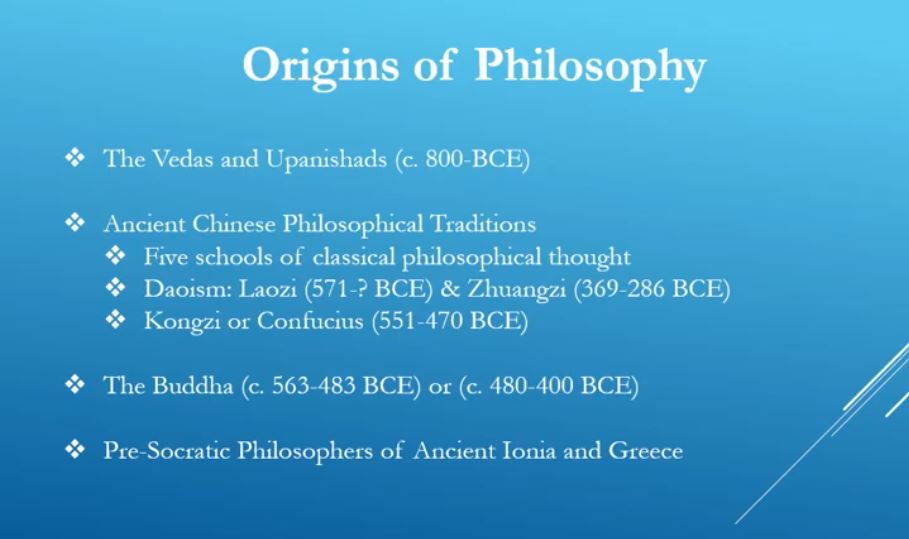 Origins of Philosophy
❖ The Vedas and Upanishads (c. 800-BCE)
❖ Ancient Chinese Philosophical Traditions
❖ Five schools of classical philosophical thought
❖ Daoism: Laozi (571-? BCE) & Zhuangzi (369-286 BCE)
❖ Kongzi or Confucius (551-470 BCE)
❖ The Buddha (c. 563-483 BCE) or (c. 480-400 BCE)
❖ Pre-Socratic Philosophers of Ancient Ionia and Greece